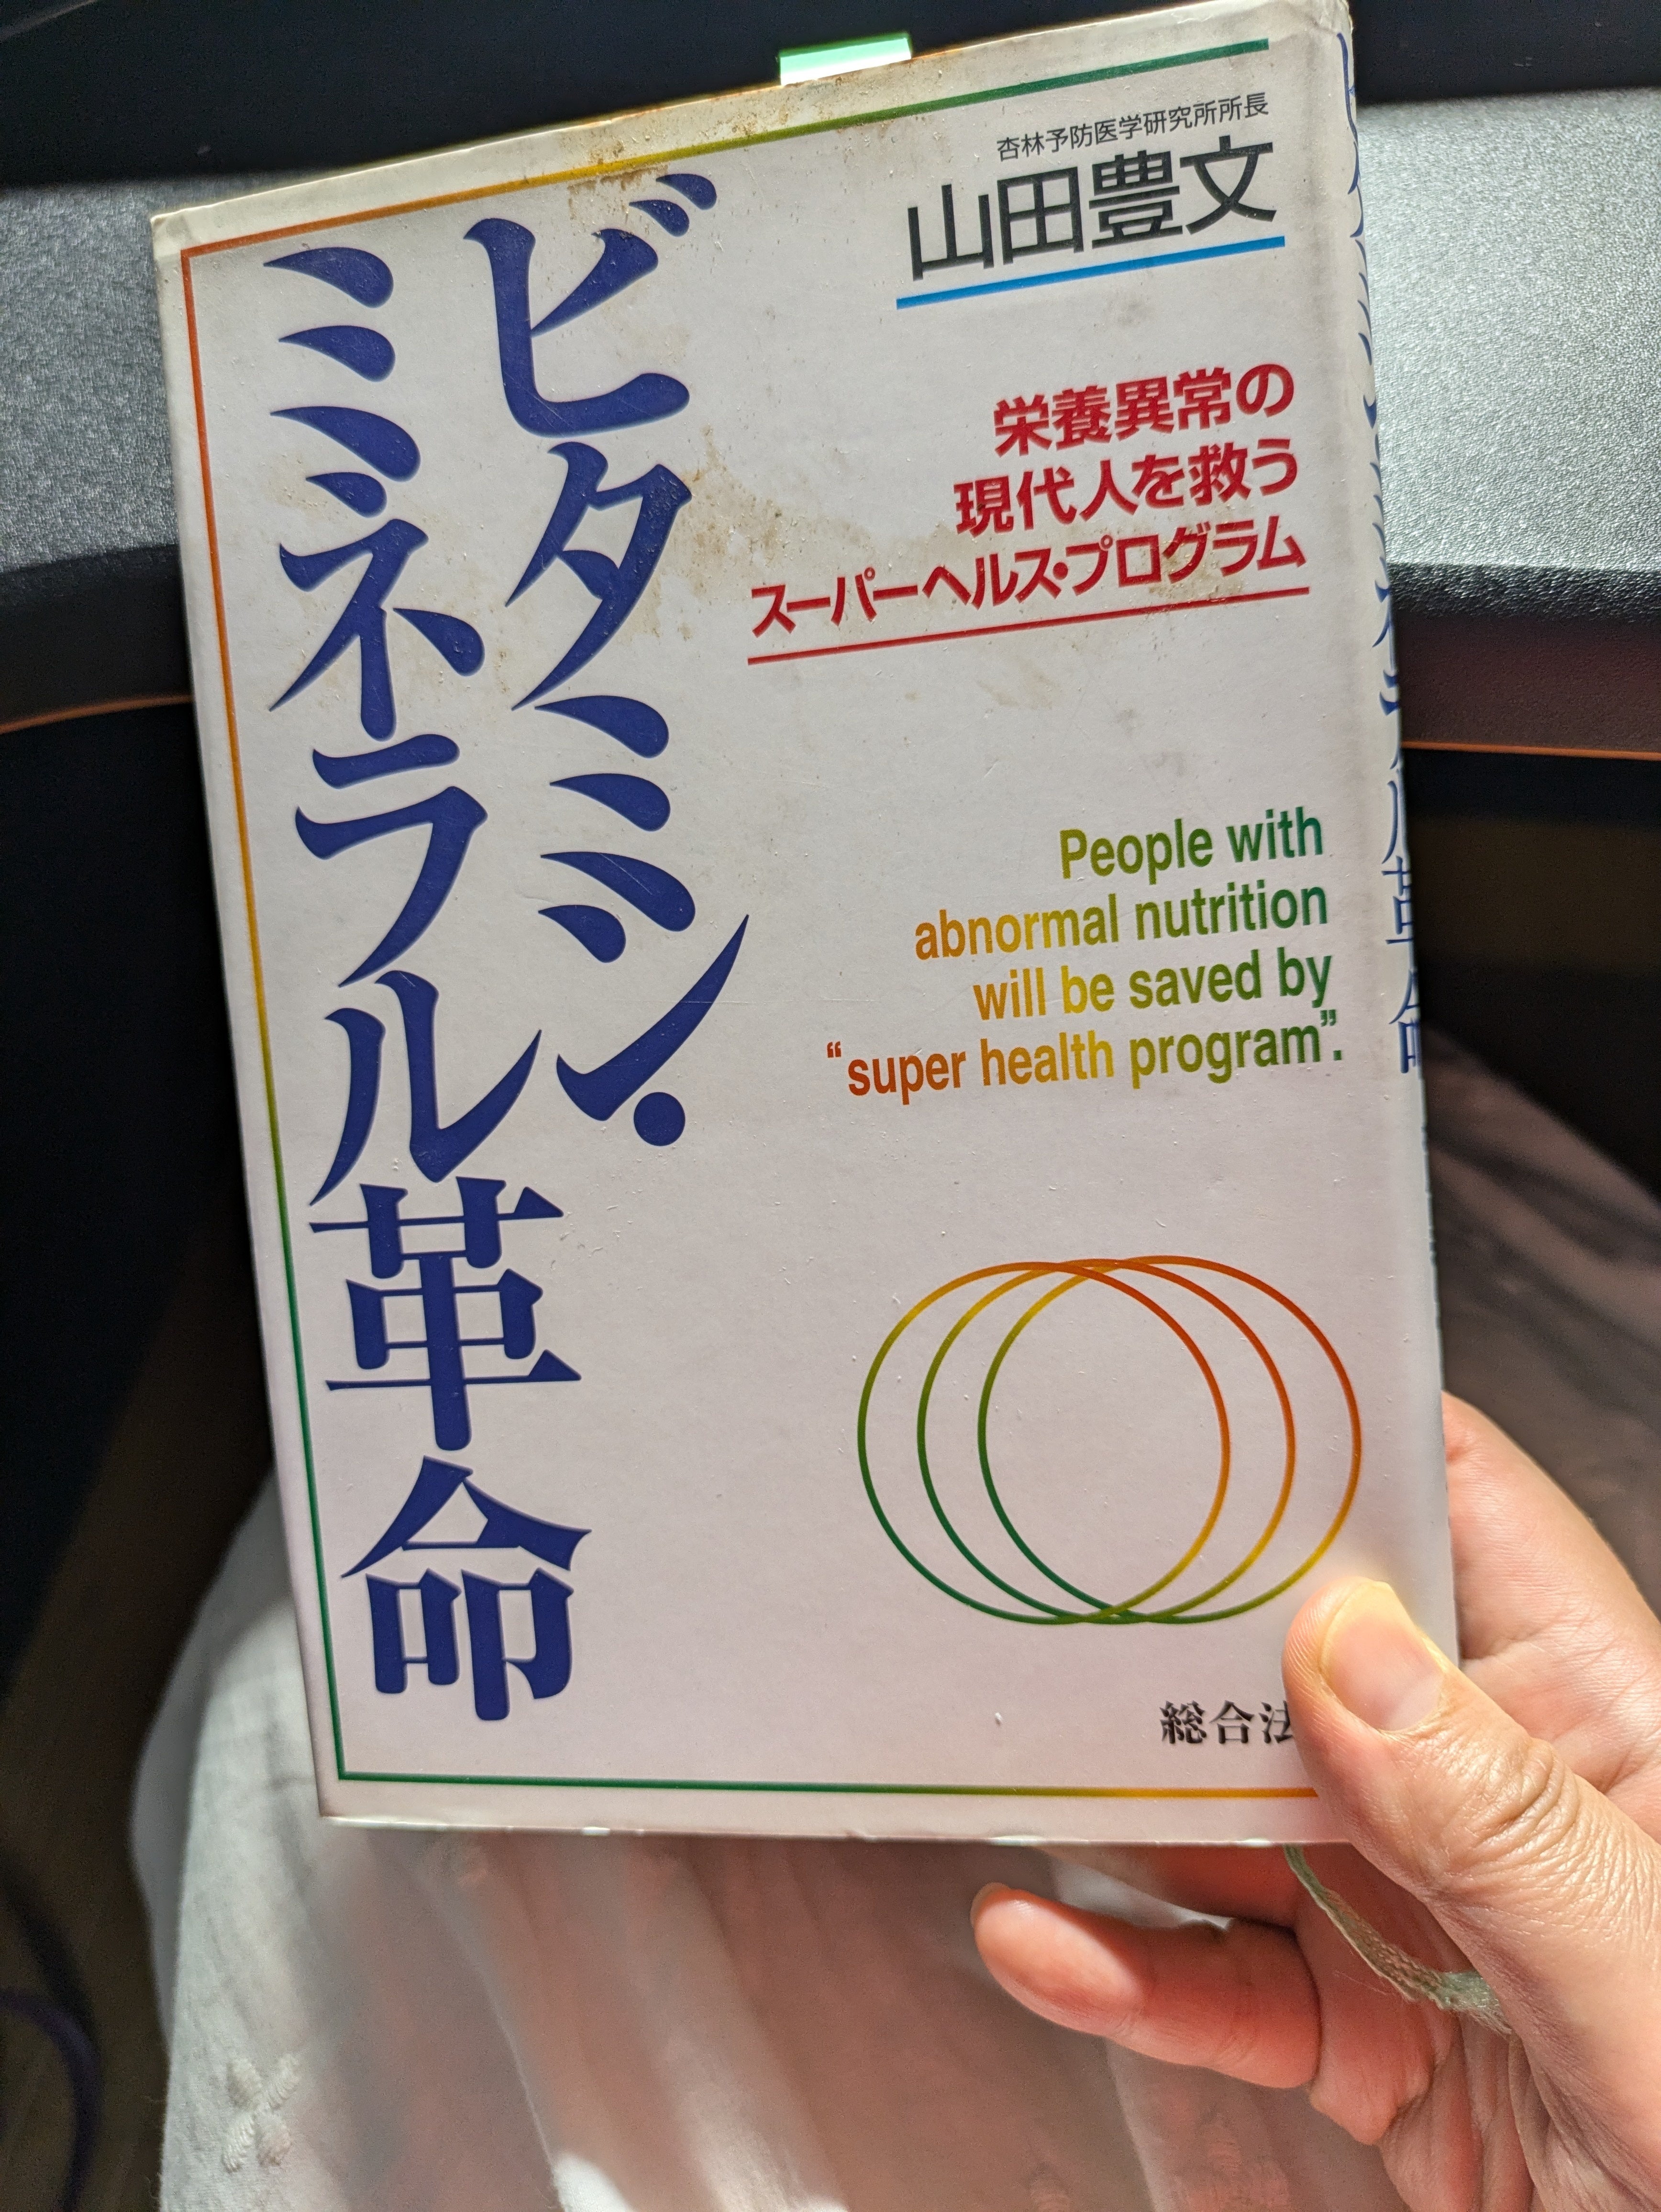 杏林予防医学研究所所長
山田豊文
ビタミン・
ミネラル革命
栄養異常の
現代人を救う
スーパーヘルス・プログラム
People with
abnormal nutrition
will be saved by
“super health program”.
総合法